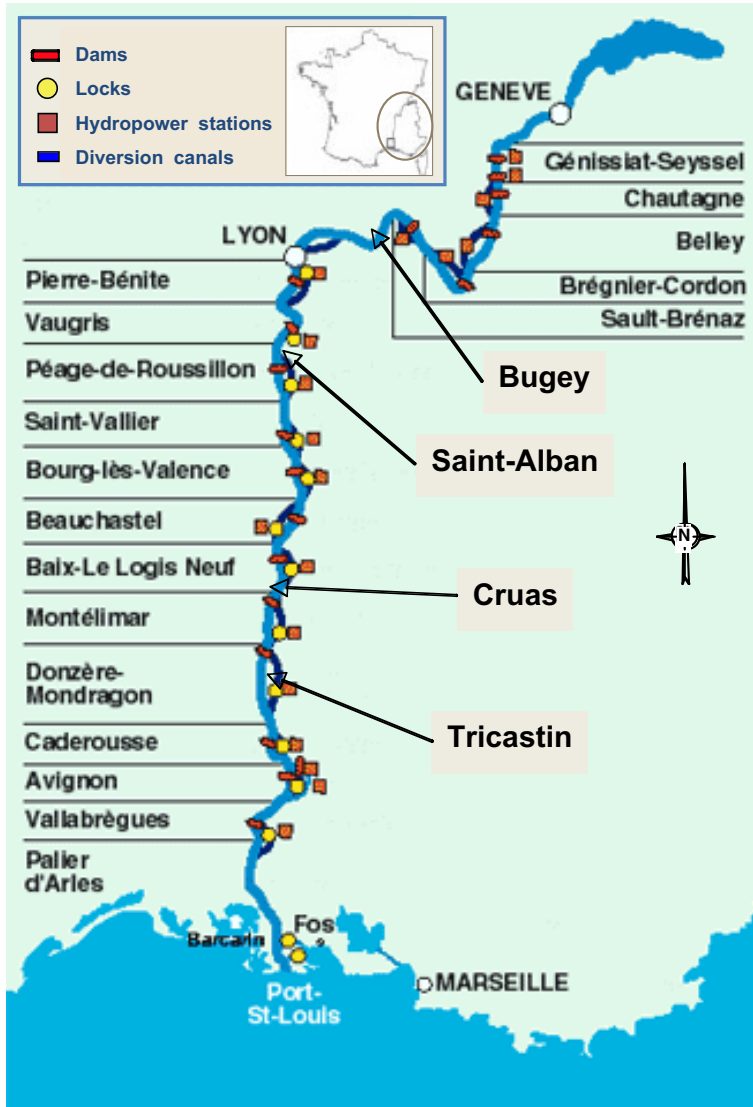 Dams
Locks
Hydropower stations
Diversion canals
GENEVE
Génissiat-Seyssel
Chautagne
Belley
Brégnier-Cordon
Sault-Brénaz
LYON
Pierre-Bénite
Vaugris
Péage-de-Roussillon
Saint-Vallier
Bourg-lès-Valence
Beauchastel
Baix-Le Logis Neuf
Montélimar
Donzère-
Mondragon
Caderousse
Avignon
Vallabrègues
Palier
d'Arles
Bugey
Saint-Alban
Cruas
Tricastin
N
Fos
Barcarin
Port-
St-Louis
MARSEILLE